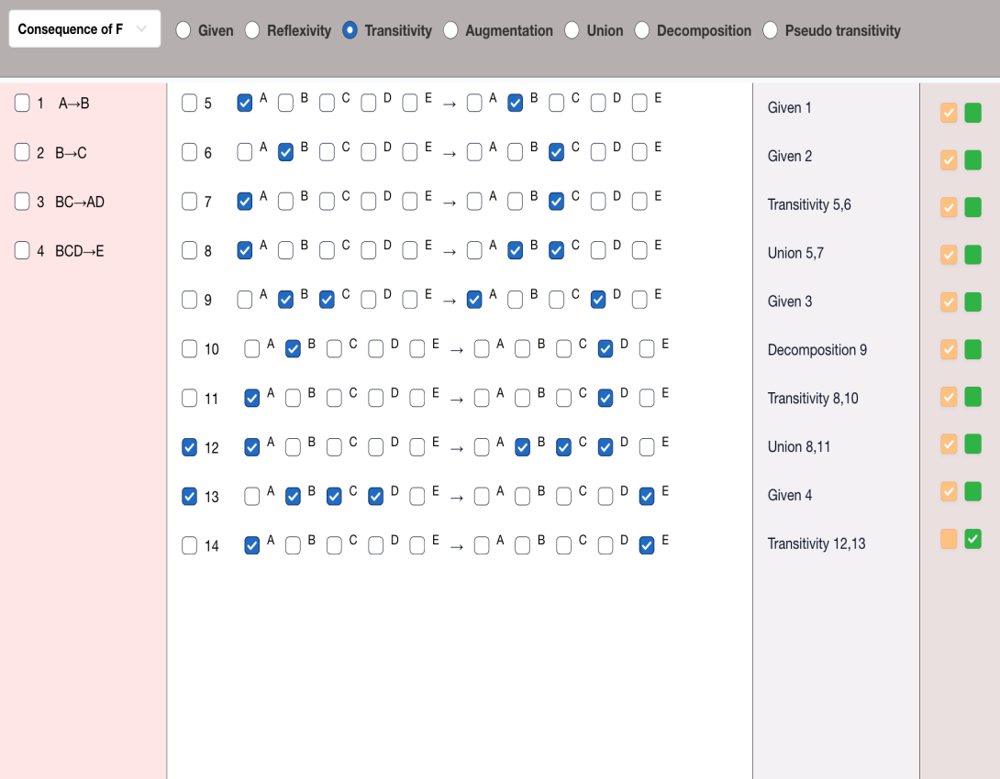 Consequence of F Given Reflexivity Transitivity Augmentation Union Decomposition Pseudo transitivity
1 A→B 5 A B C D E → A B C D E Given 1
2 B→C 6 A B C D E → A B C D E Given 2
3 BC→AD 7 A B C D E → A B C D E Transitivity 5,6
4 BCD→E 8 A B C D E → A B C D E Union 5,7
9 A B C D E → A B C D E Given 3
10 A B C D E → A B C D E Decomposition 9
11 A B C D E → A B C D E Transitivity 8,10
12 A B C D E → A B C D E Union 8,11
13 A B C D E → A B C D E Given 4
14 A B C D E → A B C D E Transitivity 12,13